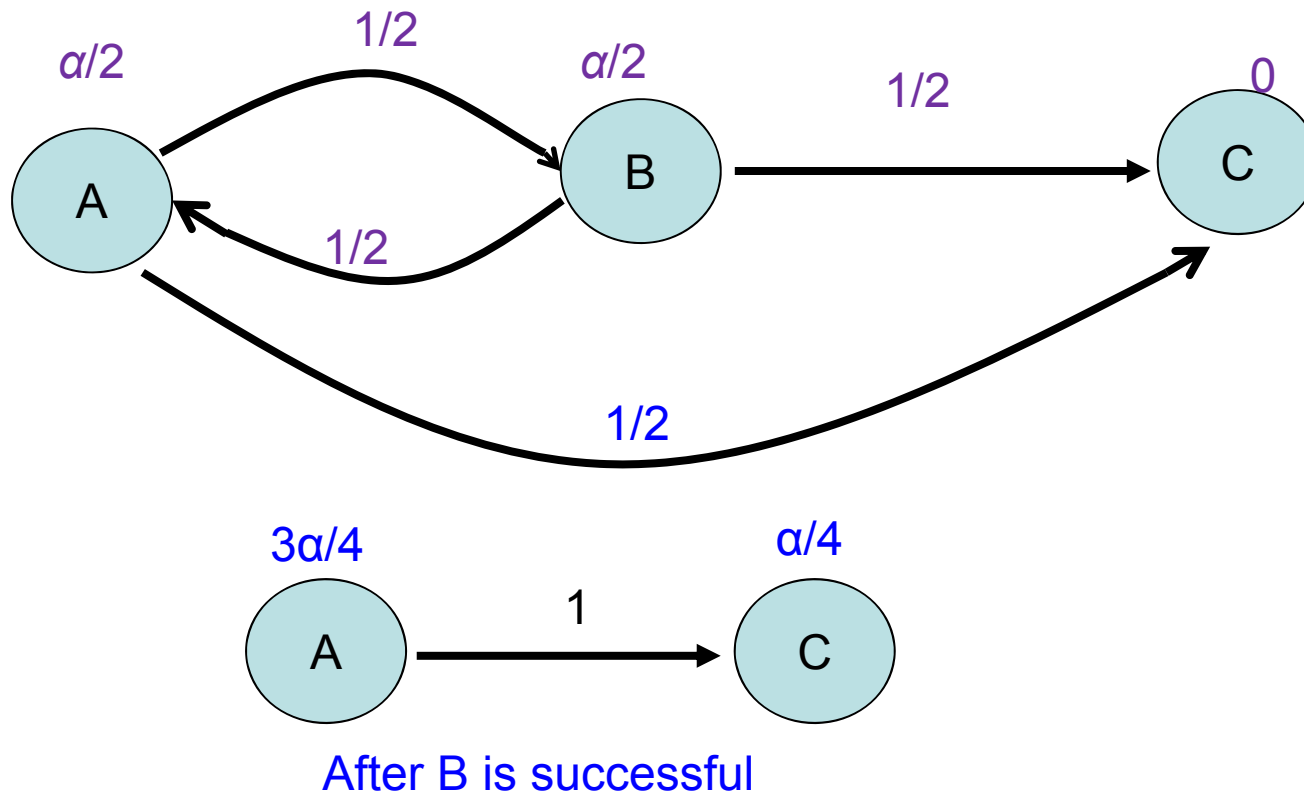 α/2
1/2
α/2
1/2
0
A
B
C
1/2
1/2
3α/4
α/4
1
A
C
After B is successful